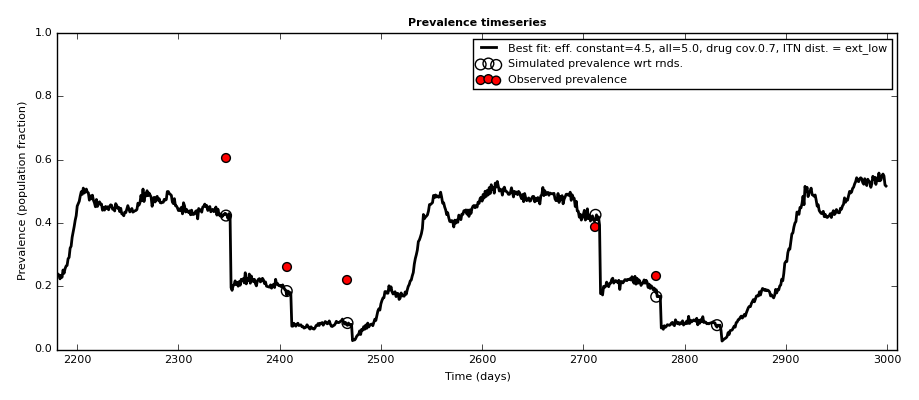 Prevalence timeseries
Best fit: eff. constant=4.5, all=5.0, drug cov.0.7, ITN dist. = ext_low
Simulated prevalence wrt rnds.
Observed prevalence
Prevalence (population fraction)
1.0
0.8
0.6
0.4
0.2
0.0
2200 2300 2400 2500 2600 2700 2800 2900 3000
Time (days)